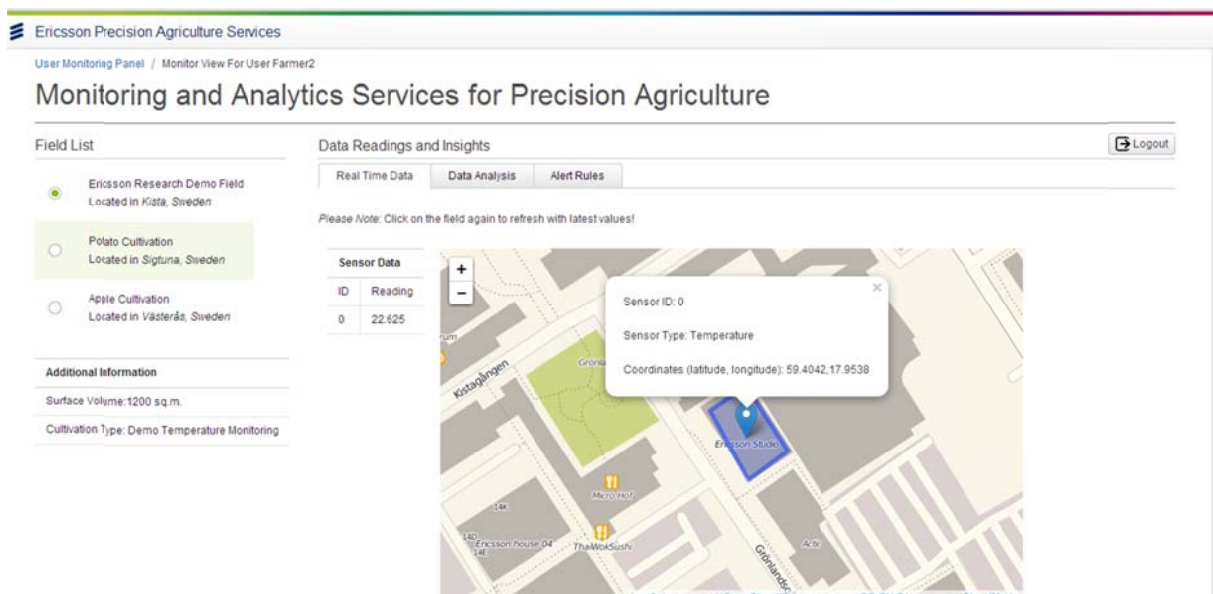 Ericsson Precision Agriculture Services
User Monitoring Panel / Monitor View For User Farmer2
Monitoring and Analytics Services for Precision Agriculture
Field List
Ericsson Research Demo Field
Located in Kista, Sweden
Potato Cultivation
Located in Sigtuna, Sweden
Apple Cultivation
Located in Västerås, Sweden
Additional Information
Surface Volume:1200 sq.m.
Cultivation Type: Demo Temperature Monitoring
Data Readings and Insights
Logout
Real Time Data
Data Analysis
Alert Rules
Please Note: Click on the field again to refresh with latest values!
Sensor Data
ID Reading
0 22.625
+
−
Sensor ID: 0
×
Sensor Type: Temperature
Coordinates (latitude, longitude): 59.4042,17.9538
Kistagången
Ericsson Studio
Micro Hof
14K
14D
14E
Ericsson house 04
ThaiWokSushi
Actic